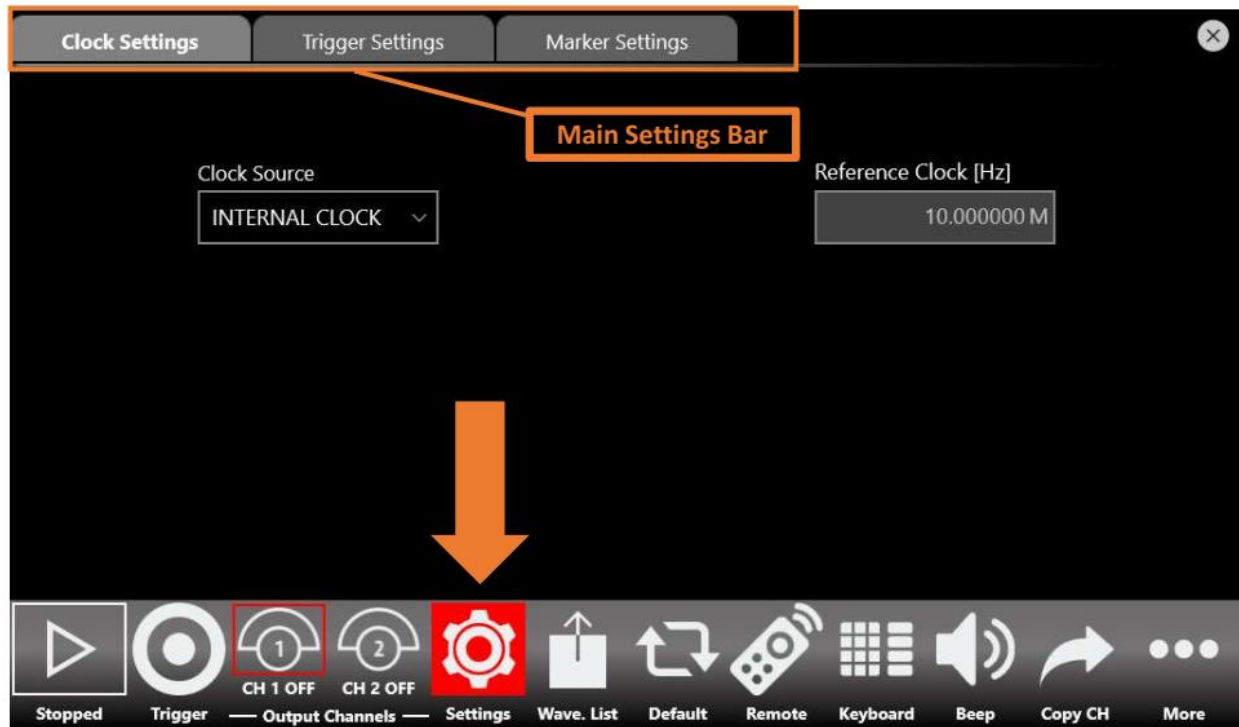 Clock Settings Trigger Settings Marker Settings
Main Settings Bar
Clock Source Reference Clock [Hz]
INTERNAL CLOCK 10.000000 M
1 2
CH 1 OFF CH 2 OFF
Stopped Trigger Output Channels Settings Wave. List Default Remote Keyboard Beep Copy CH More